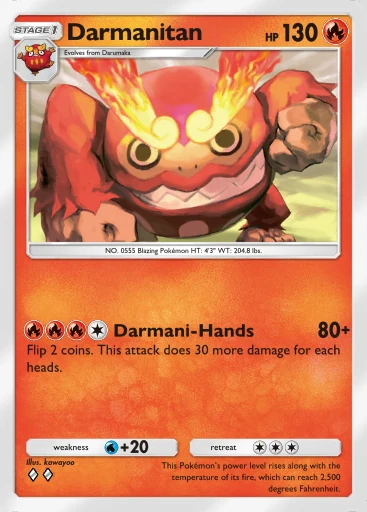 STAGE 1
Darmanitan
HP 130
Evolves from Darumaka
NO. 0555 Blazing Pokémon HT: 4'3" WT: 204.8 lbs.
Darmani-Hands 80+
Flip 2 coins. This attack does 30 more damage for each
heads.
weakness +20
retreat
Illus. kawayoo
This Pokémon's power level rises along with the
temperature of its fire, which can reach 2,500
degrees Fahrenheit.